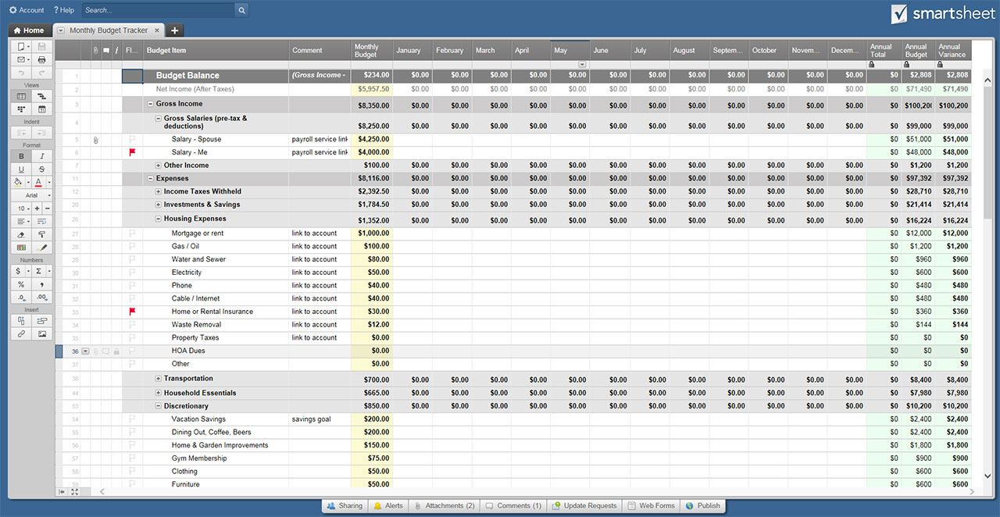 Account ? Help Search...
smartsheet
Home Monthly Budget Tracker × +
Fl... Budget Item Comment Monthly Budget January February March April May June July August Septem... October Novem... Decem... Annual Total Annual Budget Annual Variance
1 Budget Balance (Gross Income - $234.00 $0.00 $0.00 $0.00 $0.00 $0.00 $0.00 $0.00 $0.00 $0.00 $0.00 $0.00 $0.00 $0 $2,808 $2,808
2 Net Income (After Taxes) $5,957.50 $0.00 $0.00 $0.00 $0.00 $0.00 $0.00 $0.00 $0.00 $0.00 $0.00 $0.00 $0.00 $0 $71,490 $71,490
3 Gross Income $8,350.00 $0.00 $0.00 $0.00 $0.00 $0.00 $0.00 $0.00 $0.00 $0.00 $0.00 $0.00 $0.00 $0 $100,20( $100,200
4 Gross Salaries (pre-tax & deductions) $8,250.00 $0.00 $0.00 $0.00 $0.00 $0.00 $0.00 $0.00 $0.00 $0.00 $0.00 $0.00 $0.00 $0 $99,000 $99,000
5 Salary - Spouse payroll service link $4,250.00 $0 $51,000 $51,000
6 Salary - Me payroll service link $4,000.00 $0 $48,000 $48,000
7 Other Income $100.00 $0.00 $0.00 $0.00 $0.00 $0.00 $0.00 $0.00 $0.00 $0.00 $0.00 $0.00 $0.00 $0 $1,200 $1,200
11 Expenses $8,116.00 $0.00 $0.00 $0.00 $0.00 $0.00 $0.00 $0.00 $0.00 $0.00 $0.00 $0.00 $0.00 $0 $97,392 $97,392
12 Income Taxes Withheld $2,392.50 $0.00 $0.00 $0.00 $0.00 $0.00 $0.00 $0.00 $0.00 $0.00 $0.00 $0.00 $0.00 $0 $28,710 $28,710
20 Investments & Savings $1,784.50 $0.00 $0.00 $0.00 $0.00 $0.00 $0.00 $0.00 $0.00 $0.00 $0.00 $0.00 $0.00 $0 $21,414 $21,414
26 Housing Expenses $1,352.00 $0.00 $0.00 $0.00 $0.00 $0.00 $0.00 $0.00 $0.00 $0.00 $0.00 $0.00 $0.00 $0 $16,224 $16,224
27 Mortgage or rent link to account $1,000.00 $0 $12,000 $12,000
28 Gas / Oil link to account $100.00 $0 $1,200 $1,200
29 Water and Sewer link to account $80.00 $0 $960 $960
30 Electricity link to account $50.00 $0 $600 $600
31 Phone link to account $40.00 $0 $480 $480
32 Cable / Internet link to account $40.00 $0 $480 $480
33 Home or Rental Insurance link to account $30.00 $0 $360 $360
34 Waste Removal link to account $12.00 $0 $144 $144
35 Property Taxes link to account $0.00 $0 $0 $0
36 HOA Dues $0.00 $0 $0 $0
37 Other $0.00 $0 $0 $0
38 Transportation $700.00 $0.00 $0.00 $0.00 $0.00 $0.00 $0.00 $0.00 $0.00 $0.00 $0.00 $0.00 $0.00 $0 $8,400 $8,400
44 Household Essentials $665.00 $0.00 $0.00 $0.00 $0.00 $0.00 $0.00 $0.00 $0.00 $0.00 $0.00 $0.00 $0.00 $0 $7,980 $7,980
53 Discretionary $850.00 $0.00 $0.00 $0.00 $0.00 $0.00 $0.00 $0.00 $0.00 $0.00 $0.00 $0.00 $0.00 $0 $10,200 $10,200
54 Vacation Savings savings goal $200.00 $0 $2,400 $2,400
55 Dining Out, Coffee, Beers $200.00 $0 $2,400 $2,400
56 Home & Garden Improvements $150.00 $0 $1,800 $1,800
57 Gym Membership $75.00 $0 $900 $900
58 Clothing $50.00 $0 $600 $600
59 Furniture $50.00 $0 $600 $600
Views
Indent
Format
B I
U S
A
Arial
10 + −
Numbers
$ Σ
% ,
.0 .00
Insert
Sharing Alerts Attachments (2) Comments (1) Update Requests Web Forms Publish